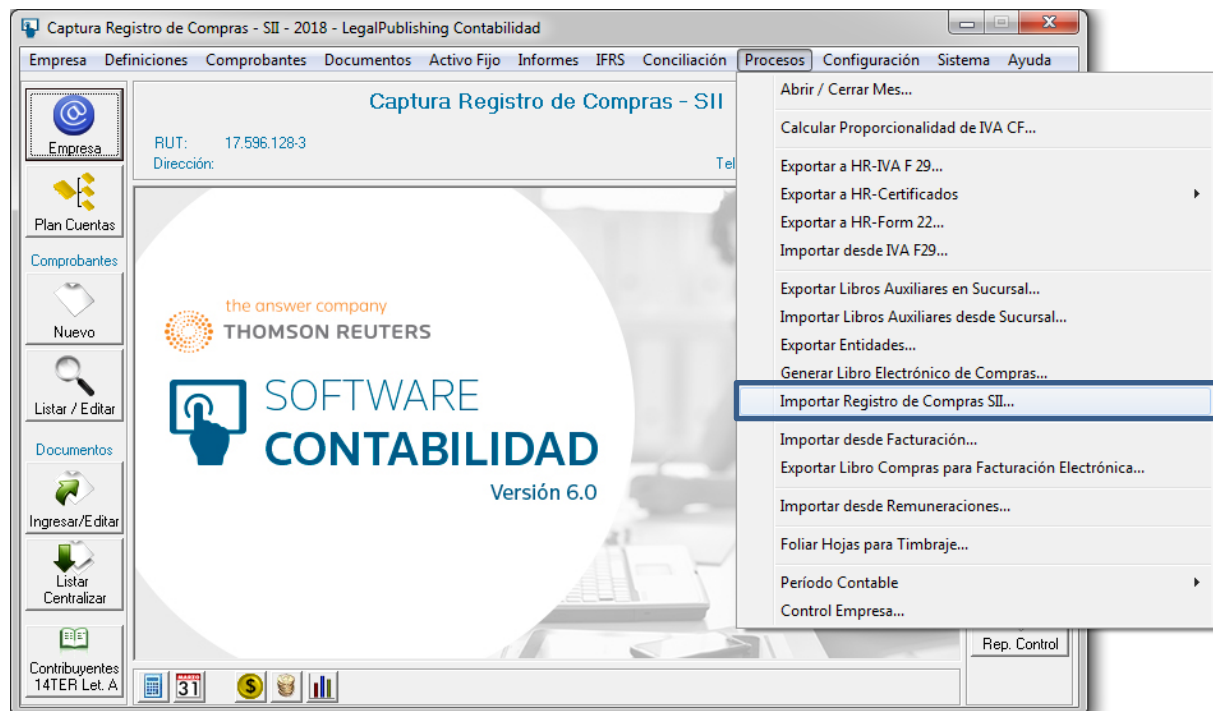 Captura Registro de Compras - SII - 2018 - LegalPublishing Contabilidad
Empresa Definiciones Comprobantes Documentos Activo Fijo Informes IFRS Conciliación Procesos Configuración Sistema Ayuda
Captura Registro de Compras - SII
RUT: 17.596.128-3
Dirección: Tel
Empresa
Plan Cuentas
Comprobantes
Nuevo
Listar / Editar
Documentos
Ingresar/Editar
Listar
Centralizar
Contribuyentes
14TER Let. A
the answer company
THOMSON REUTERS
SOFTWARE
CONTABILIDAD
Versión 6.0
MARZO
31
$
Abrir / Cerrar Mes...
Calcular Proporcionalidad de IVA CF...
Exportar a HR-IVA F 29...
Exportar a HR-Certificados
Exportar a HR-Form 22...
Importar desde IVA F29...
Exportar Libros Auxiliares en Sucursal...
Importar Libros Auxiliares desde Sucursal...
Exportar Entidades...
Generar Libro Electrónico de Compras...
Importar Registro de Compras SII...
Importar desde Facturación...
Exportar Libro Compras para Facturación Electrónica...
Importar desde Remuneraciones...
Foliar Hojas para Timbraje...
Período Contable
Control Empresa...
Rep. Control